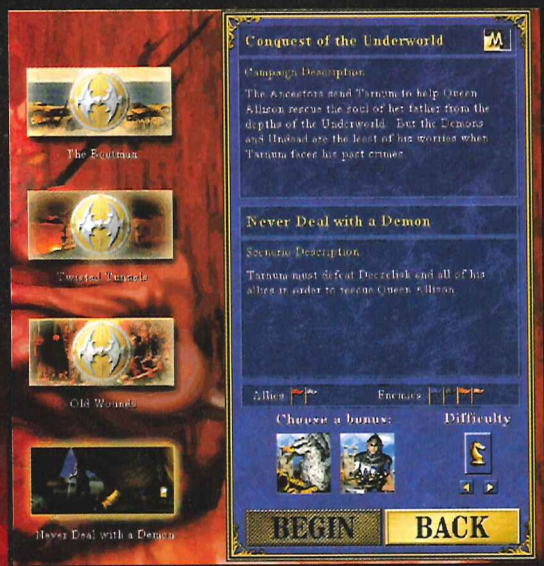 The Boatman
Twisted Tunnels
Old Wounds
Never Deal with a Demon
Conquest of the Underworld
M
Campaign Description
The Ancestors send Tarnum to help Queen
Allison rescue the soul of her father from the
depths of the Underworld. But the Demons
and Undead are the least of his worries when
Tarnum faces his past crimes.
Never Deal with a Demon
Scenario Description
Tarnum must defeat Deezelisk and all of his
allies in order to rescue Queen Allison.
Allies
Enemies
Choose a bonus:
Difficulty
BEGIN
BACK